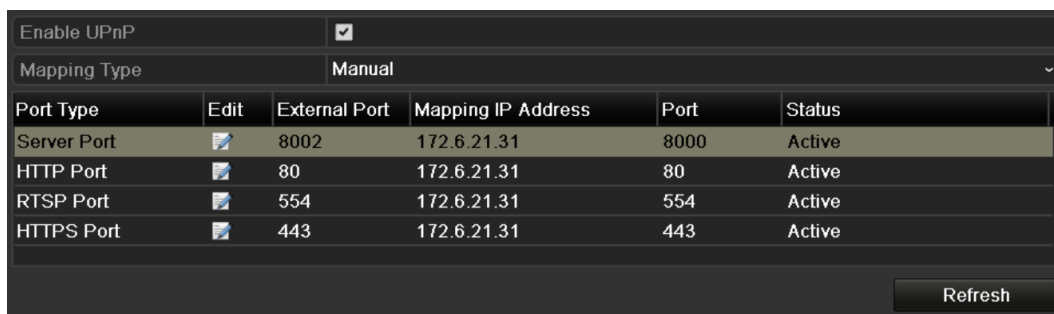 Enable UPnP
Mapping Type Manual
Port Type Edit External Port Mapping IP Address Port Status
Server Port 8002 172.6.21.31 8000 Active
HTTP Port 80 172.6.21.31 80 Active
RTSP Port 554 172.6.21.31 554 Active
HTTPS Port 443 172.6.21.31 443 Active
Refresh